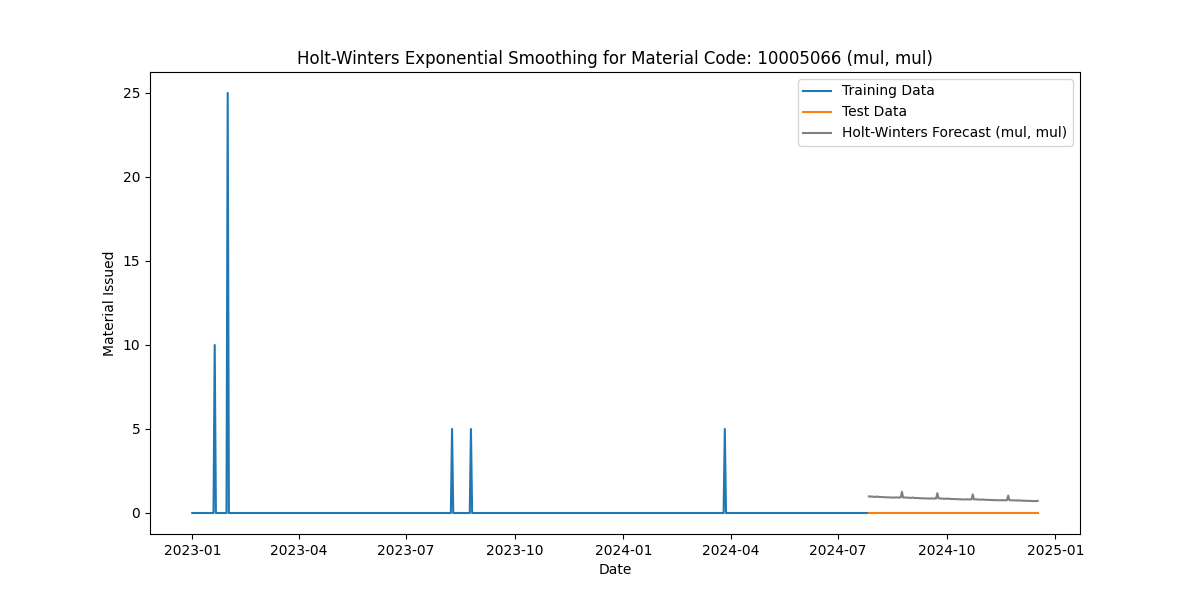 Holt-Winters Exponential Smoothing for Material Code: 10005066 (mul, mul)
Training Data
Test Data
Holt-Winters Forecast (mul, mul)
Material Issued
25
20
15
10
5
0
2023-01 2023-04 2023-07 2023-10 2024-01 2024-04 2024-07 2024-10 2025-01
Date